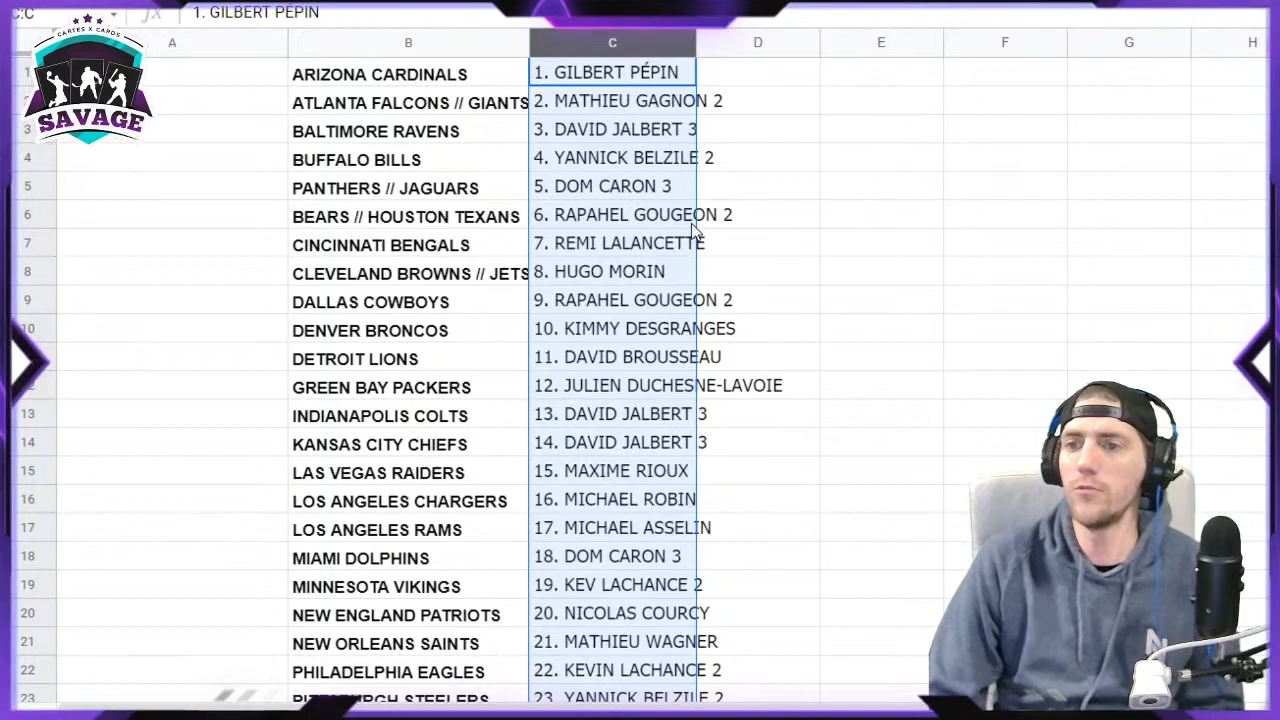 C:C
fx
1. GILBERT PÉPIN
CARTES X CARDS
SAVAGE
A B C D E F G H
1 ARIZONA CARDINALS 1. GILBERT PÉPIN
ATLANTA FALCONS // GIANTS 2. MATHIEU GAGNON 2
3 BALTIMORE RAVENS 3. DAVID JALBERT 3
4 BUFFALO BILLS 4. YANNICK BELZILE 2
5 PANTHERS // JAGUARS 5. DOM CARON 3
6 BEARS // HOUSTON TEXANS 6. RAPAHEL GOUGEON 2
7 CINCINNATI BENGALS 7. REMI LALANCETTE
8 CLEVELAND BROWNS // JETS 8. HUGO MORIN
9 DALLAS COWBOYS 9. RAPAHEL GOUGEON 2
10 DENVER BRONCOS 10. KIMMY DESGRANGES
DETROIT LIONS 11. DAVID BROUSSEAU
GREEN BAY PACKERS 12. JULIEN DUCHESNE-LAVOIE
13 INDIANAPOLIS COLTS 13. DAVID JALBERT 3
14 KANSAS CITY CHIEFS 14. DAVID JALBERT 3
15 LAS VEGAS RAIDERS 15. MAXIME RIOUX
16 LOS ANGELES CHARGERS 16. MICHAEL ROBIN
17 LOS ANGELES RAMS 17. MICHAEL ASSELIN
18 MIAMI DOLPHINS 18. DOM CARON 3
19 MINNESOTA VIKINGS 19. KEV LACHANCE 2
20 NEW ENGLAND PATRIOTS 20. NICOLAS COURCY
21 NEW ORLEANS SAINTS 21. MATHIEU WAGNER
22 PHILADELPHIA EAGLES 22. KEVIN LACHANCE 2
23 PITTSBURGH STEELERS 23. YANNICK BELZILE 2